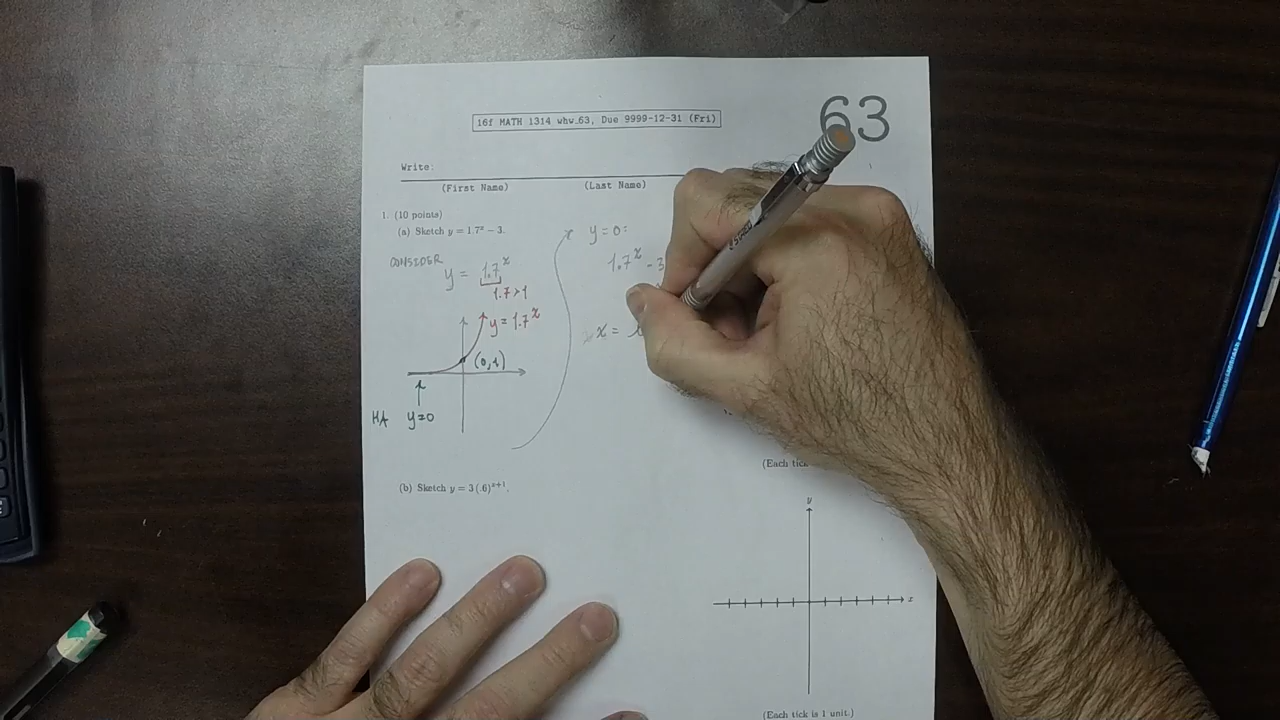 16f MATH 1314 whw.63, Due 9999-12-31 (Fri)
63
Write:
(First Name) (Last Name)
1. (10 points)
(a) Sketch y = 1.7^x − 3.
CONSIDER
y = 1.7^x
1.7>1
y = 1.7^x
(0,1)
HA y=0
y=0:
1.7^x - 3
x =
(b) Sketch y = 3(.6)^{x+1}.
(Each tick
y
x
(Each tick is 1 unit.)